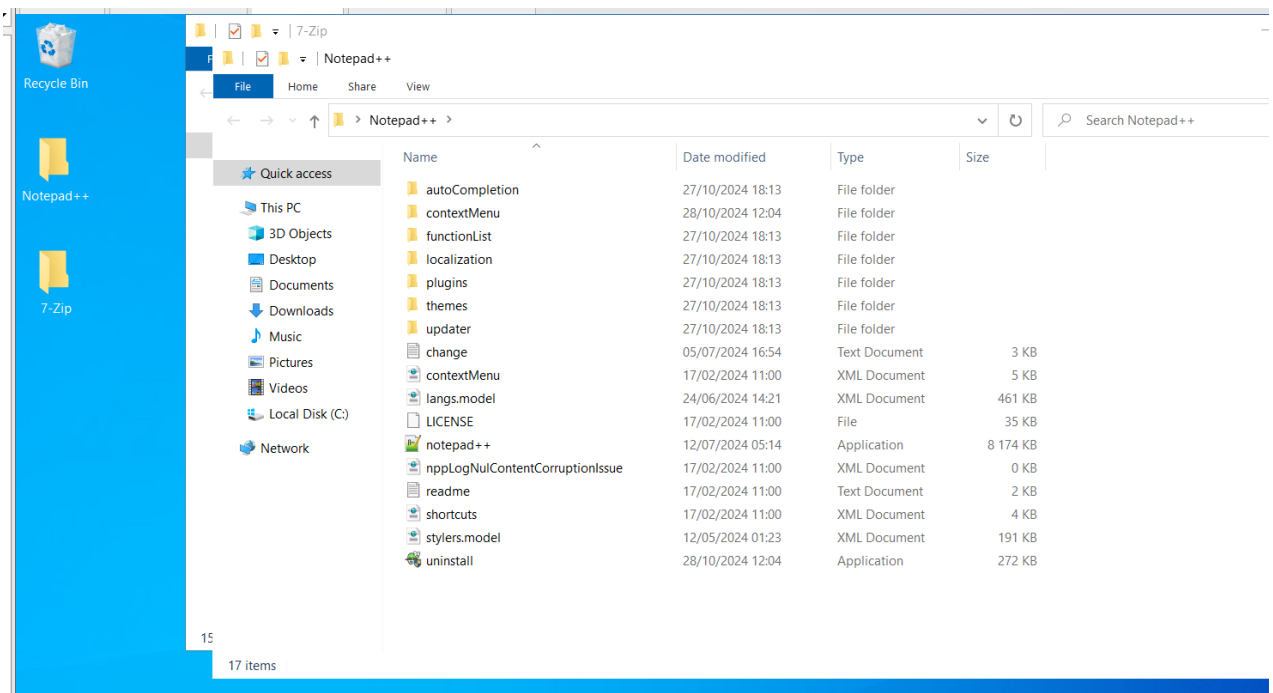 Recycle Bin
Notepad++
7-Zip
7-Zip
F
Notepad++
File Home Share View
Notepad++
Search Notepad++
Name Date modified Type Size
Quick access
This PC
3D Objects
Desktop
Documents
Downloads
Music
Pictures
Videos
Local Disk (C:)
Network
autoCompletion 27/10/2024 18:13 File folder
contextMenu 28/10/2024 12:04 File folder
functionList 27/10/2024 18:13 File folder
localization 27/10/2024 18:13 File folder
plugins 27/10/2024 18:13 File folder
themes 27/10/2024 18:13 File folder
updater 27/10/2024 18:13 File folder
change 05/07/2024 16:54 Text Document 3 KB
contextMenu 17/02/2024 11:00 XML Document 5 KB
langs.model 24/06/2024 14:21 XML Document 461 KB
LICENSE 17/02/2024 11:00 File 35 KB
notepad++ 12/07/2024 05:14 Application 8 174 KB
nppLogNulContentCorruptionIssue 17/02/2024 11:00 XML Document 0 KB
readme 17/02/2024 11:00 Text Document 2 KB
shortcuts 17/02/2024 11:00 XML Document 4 KB
stylers.model 12/05/2024 01:23 XML Document 191 KB
uninstall 28/10/2024 12:04 Application 272 KB
15
17 items